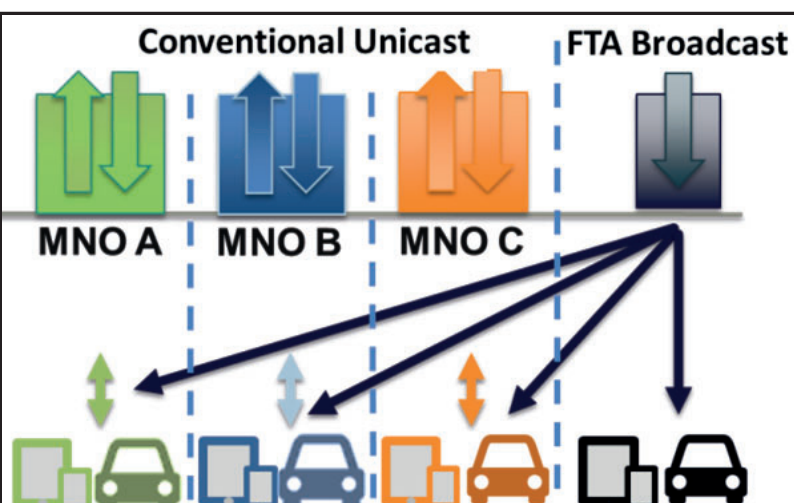 Conventional Unicast
FTA Broadcast
MNO A
MNO B
MNO C